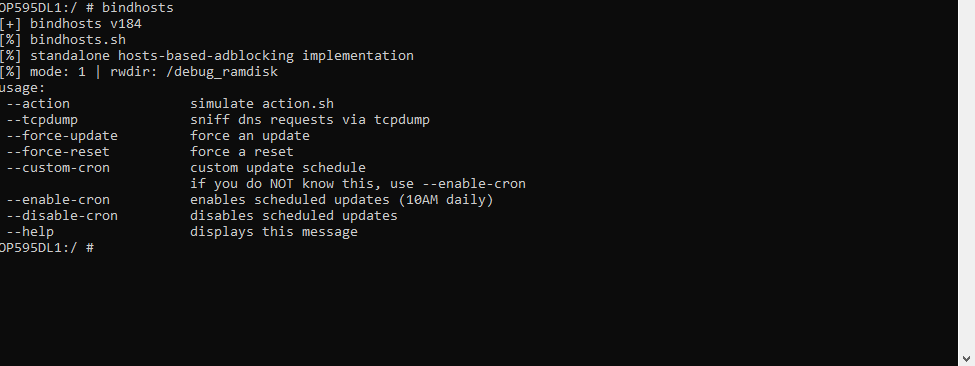 OP595DL1:/ # bindhosts
[+] bindhosts v184
[%] bindhosts.sh
[%] standalone hosts-based-adblocking implementation
[%] mode: 1 | rwdir: /debug_ramdisk
usage:
 --action              simulate action.sh
 --tcpdump             sniff dns requests via tcpdump
 --force-update        force an update
 --force-reset         force a reset
 --custom-cron         custom update schedule
                       if you do NOT know this, use --enable-cron
 --enable-cron         enables scheduled updates (10AM daily)
 --disable-cron        disables scheduled updates
 --help                displays this message
OP595DL1:/ #